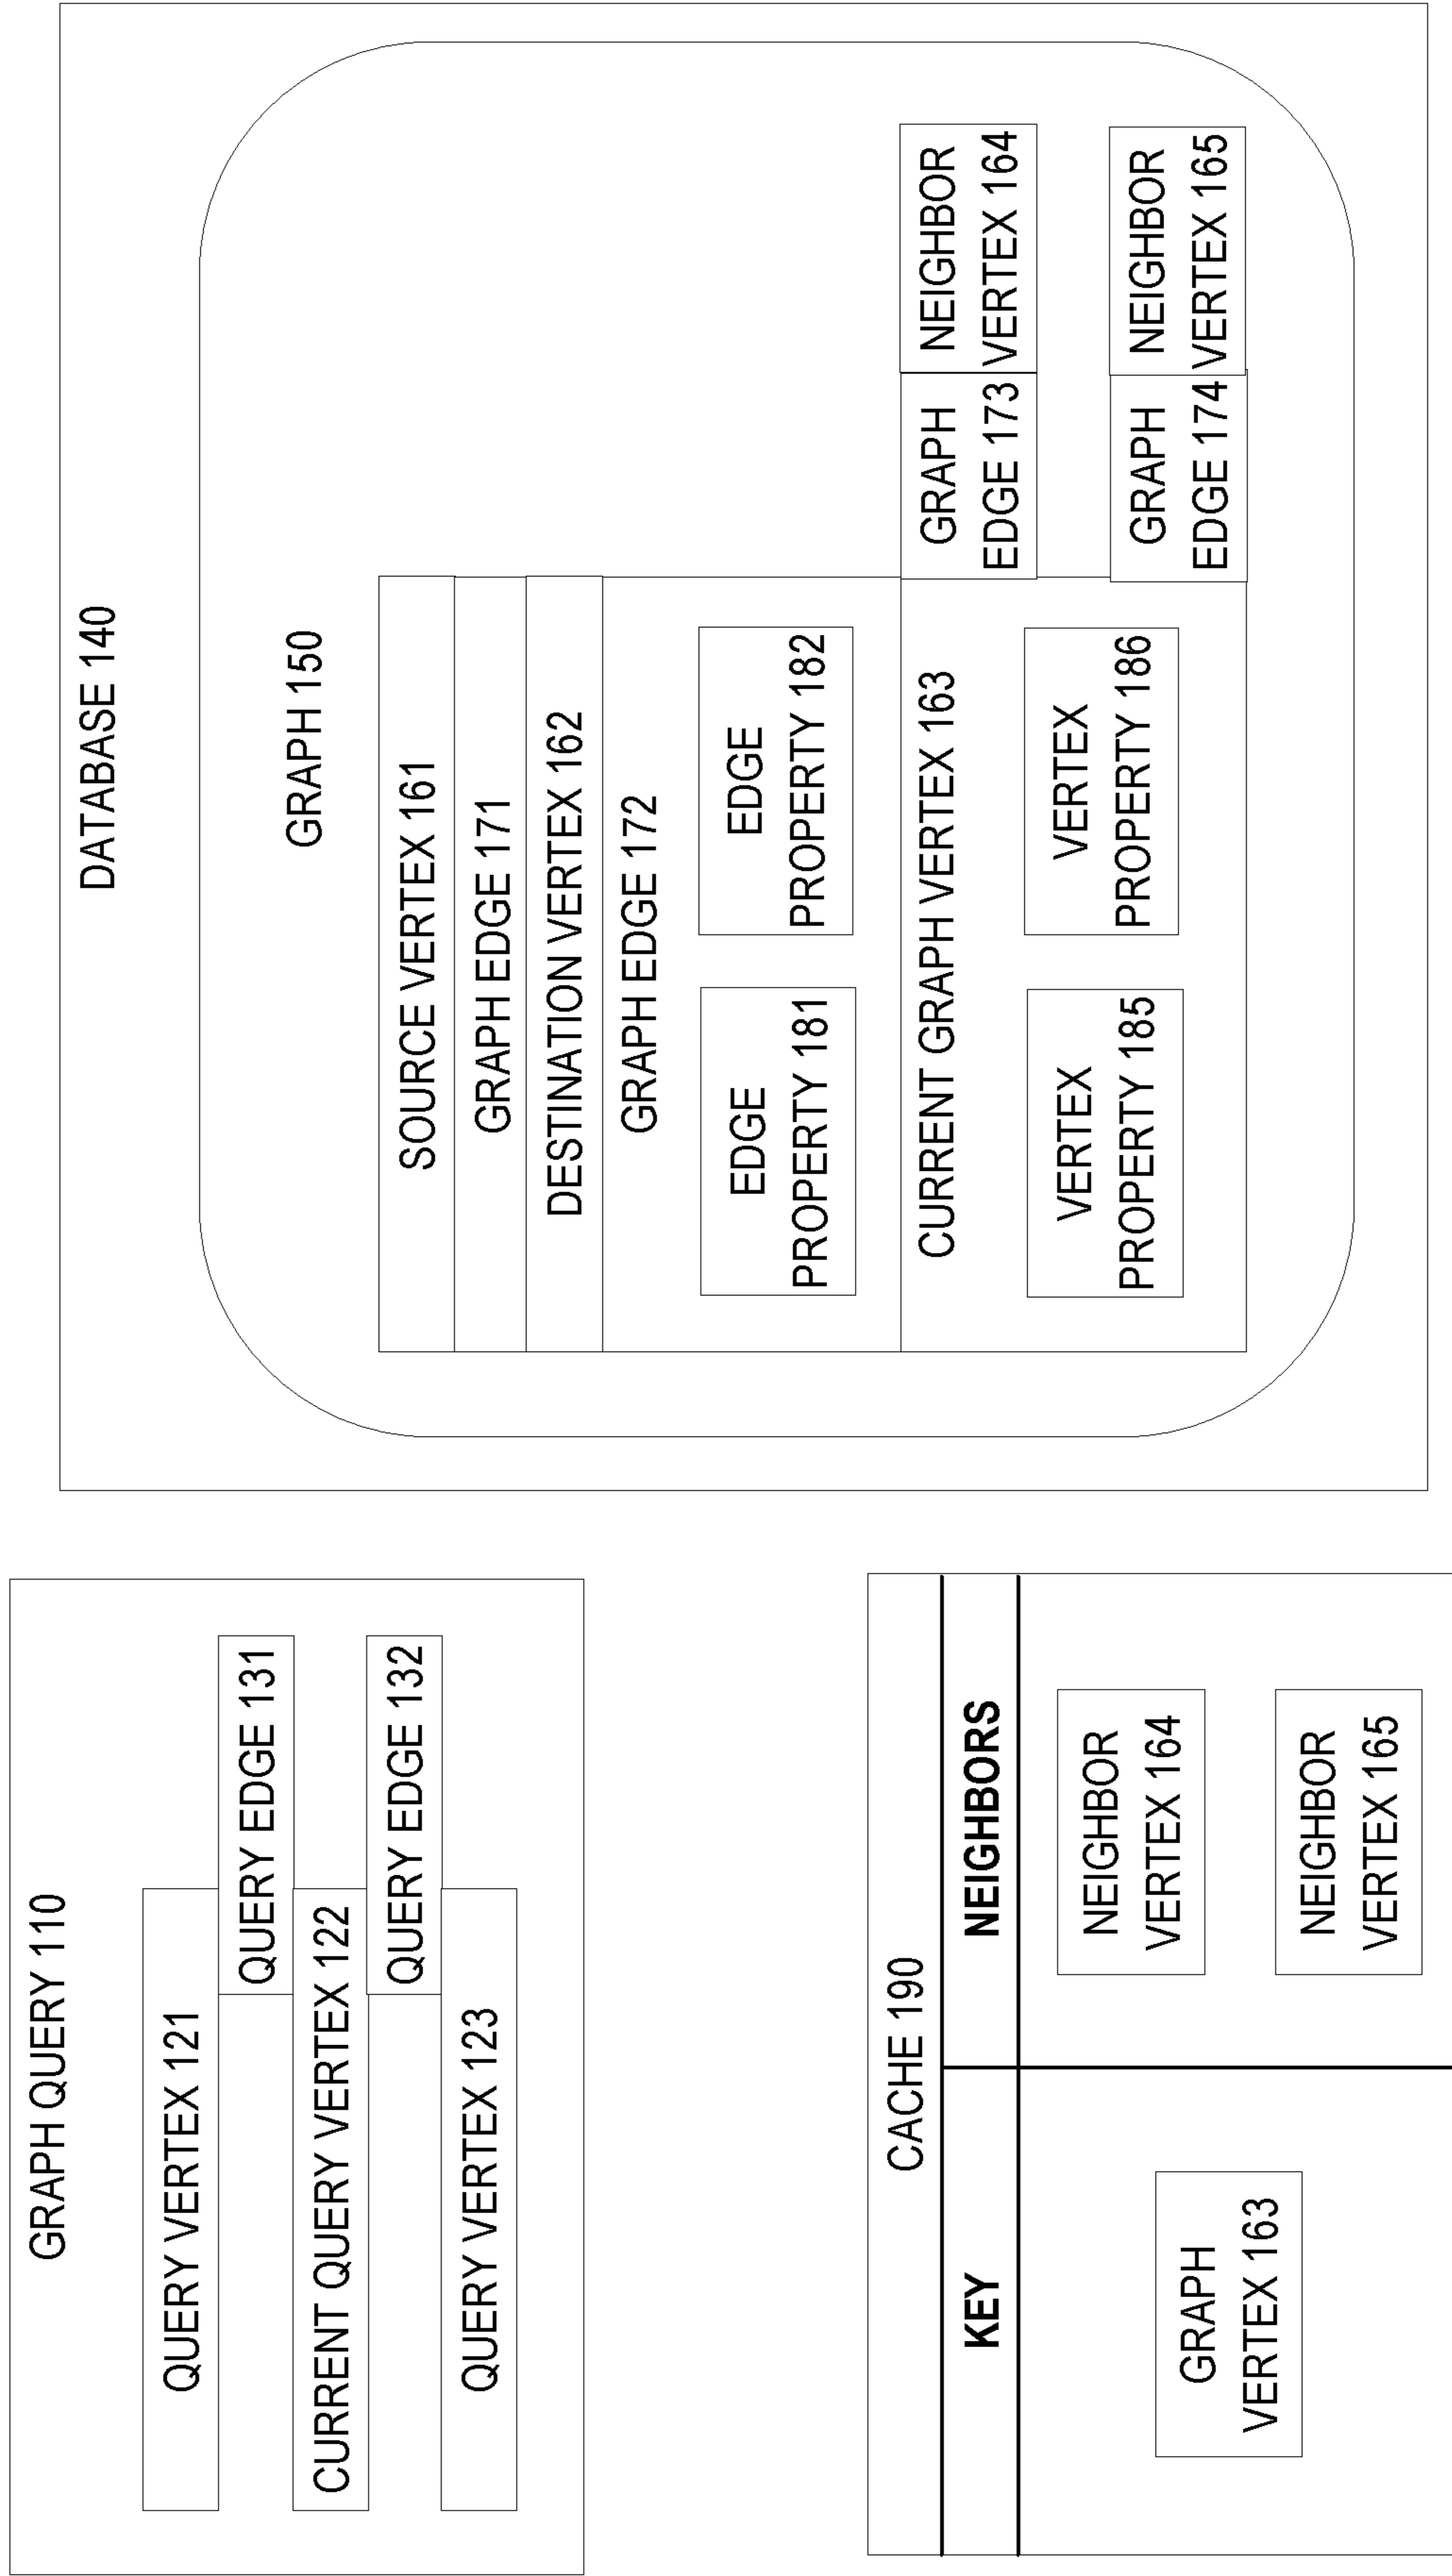 GRAPH QUERY 110
QUERY VERTEX 121
QUERY EDGE 131
CURRENT QUERY VERTEX 122
QUERY EDGE 132
QUERY VERTEX 123
CACHE 190
KEY
NEIGHBORS
GRAPH
VERTEX 163
NEIGHBOR
VERTEX 164
NEIGHBOR
VERTEX 165
DATABASE 140
GRAPH 150
SOURCE VERTEX 161
GRAPH EDGE 171
DESTINATION VERTEX 162
GRAPH EDGE 172
EDGE
PROPERTY 181
EDGE
PROPERTY 182
CURRENT GRAPH VERTEX 163
VERTEX
PROPERTY 185
VERTEX
PROPERTY 186
GRAPH
EDGE 173
NEIGHBOR
VERTEX 164
GRAPH
EDGE 174
NEIGHBOR
VERTEX 165